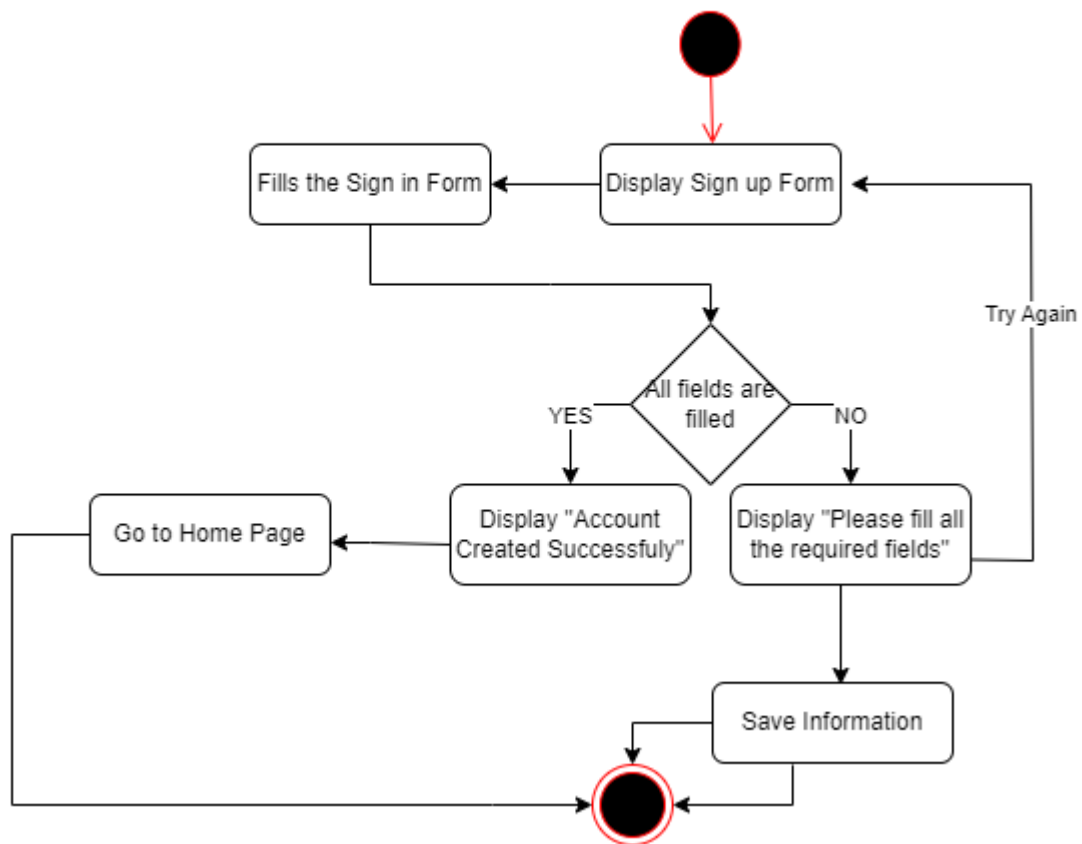 Fills the Sign in Form
Display Sign up Form
Try Again
All fields are
filled
YES
NO
Go to Home Page
Display "Account
Created Successfuly"
Display "Please fill all
the required fields"
Save Information